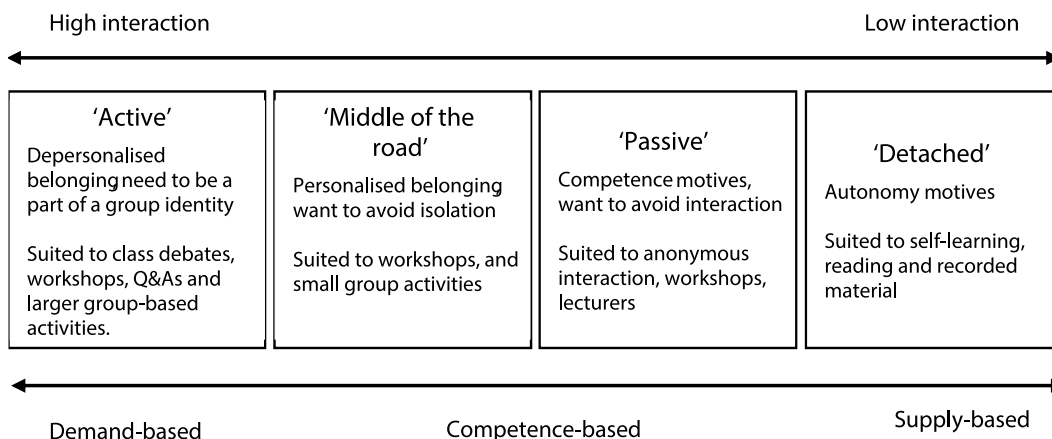 High interaction
Low interaction
‘Active’
Depersonalised
belonging, need to be a
part of a group identity
Suited to class debates,
workshops, Q&As and
larger group-based
activities.
‘Middle of the
road’
Personalised belonging,
want to avoid isolation
Suited to workshops, and
small group activities
‘Passive’
Competence motives,
want to avoid interaction
Suited to anonymous
interaction, workshops,
lecturers
‘Detached’
Autonomy motives
Suited to self-learning,
reading and recorded
material
Demand-based
Competence-based
Supply-based